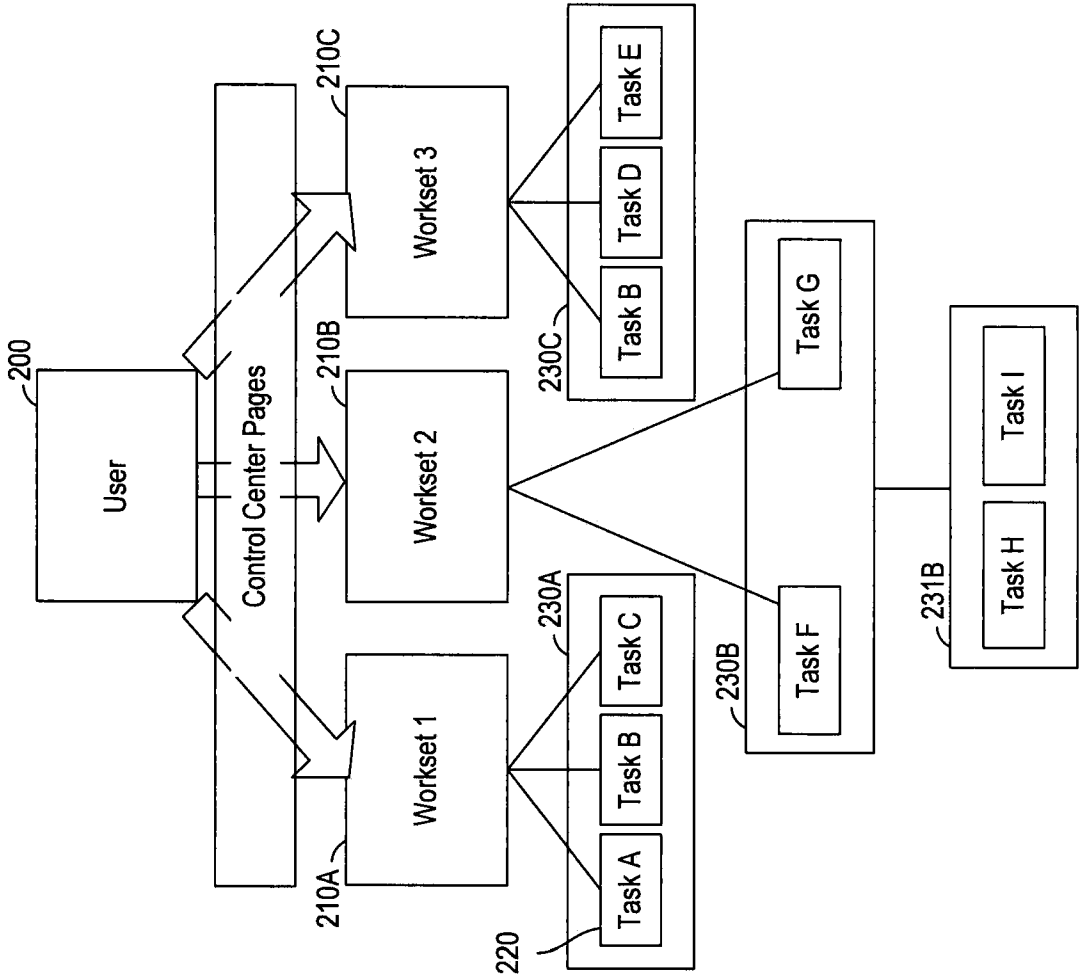 200
User
Control Center Pages
210A
210B
210C
Workset 1
Workset 2
Workset 3
220
230A
Task A
Task B
Task C
230C
Task B
Task D
Task E
230B
Task F
Task G
231B
Task H
Task I